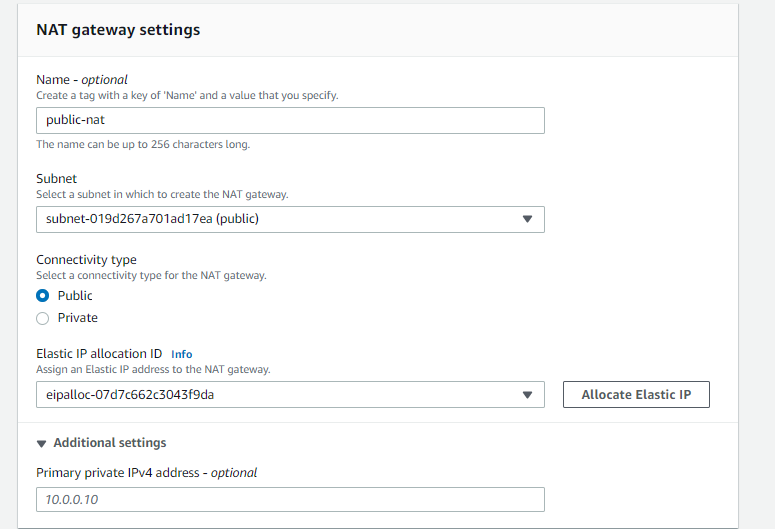 NAT gateway settings
Name - optional
Create a tag with a key of 'Name' and a value that you specify.
public-nat
The name can be up to 256 characters long.
Subnet
Select a subnet in which to create the NAT gateway.
subnet-019d267a701ad17ea (public)
Connectivity type
Select a connectivity type for the NAT gateway.
Public
Private
Elastic IP allocation ID Info
Assign an Elastic IP address to the NAT gateway.
eipalloc-07d7c662c3043f9da Allocate Elastic IP
Additional settings
Primary private IPv4 address - optional
10.0.0.10